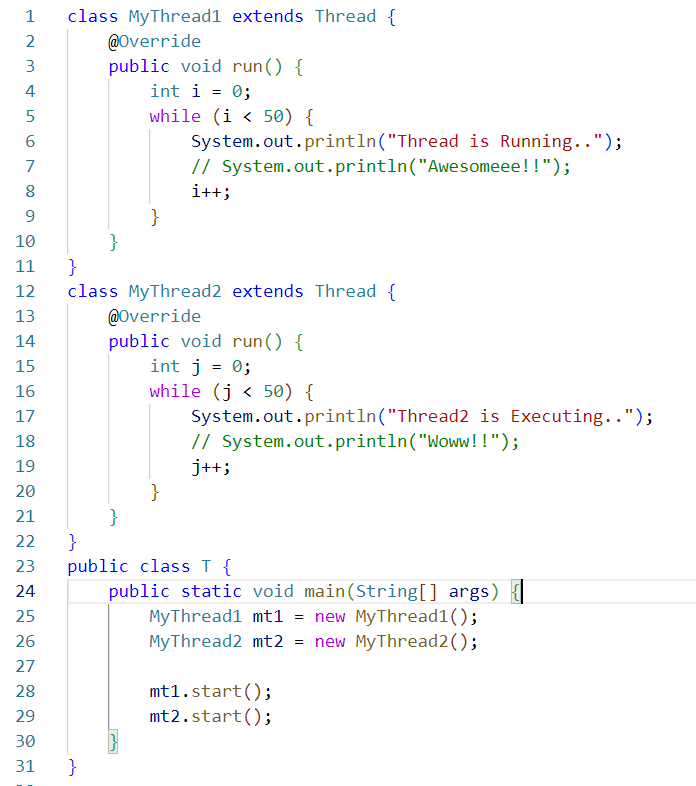 1 class MyThread1 extends Thread {
2     @Override
3     public void run() {
4         int i = 0;
5         while (i < 50) {
6             System.out.println("Thread is Running..");
7             // System.out.println("Awesomeee!!");
8             i++;
9         }
10     }
11 }
12 class MyThread2 extends Thread {
13     @Override
14     public void run() {
15         int j = 0;
16         while (j < 50) {
17             System.out.println("Thread2 is Executing..");
18             // System.out.println("Woww!!");
19             j++;
20         }
21     }
22 }
23 public class T {
24     public static void main(String[] args) {
25         MyThread1 mt1 = new MyThread1();
26         MyThread2 mt2 = new MyThread2();
27
28         mt1.start();
29         mt2.start();
30     }
31 }